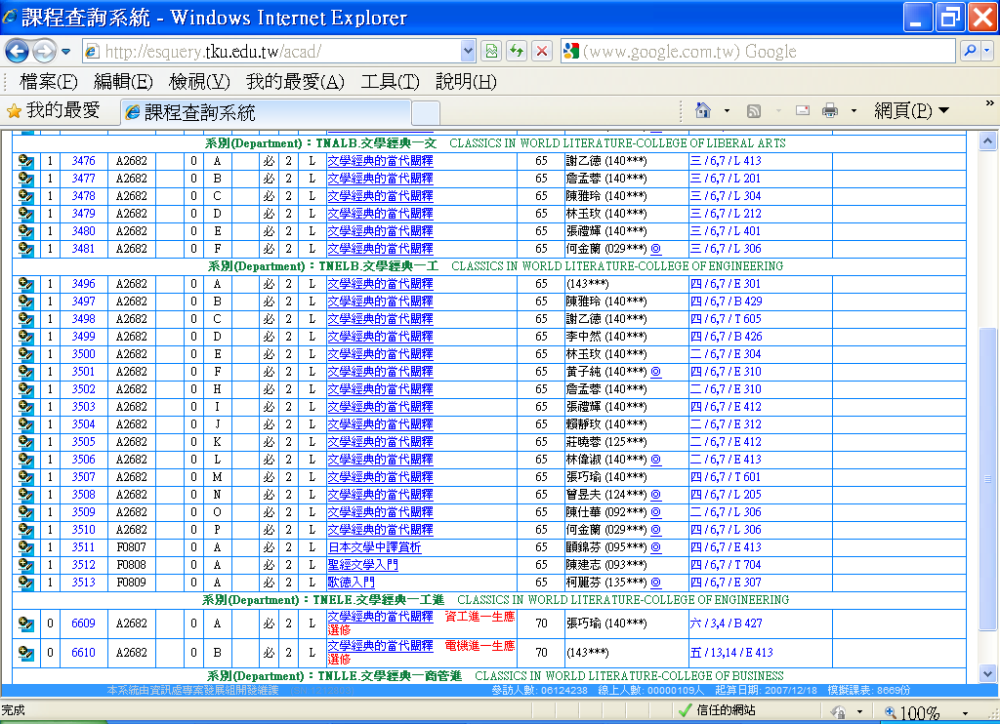 課程查詢系統 - Windows Internet Explorer
http://esquery.tku.edu.tw/acad/ (www.google.com.tw) Google
檔案(F) 編輯(E) 檢視(V) 我的最愛(A) 工具(T) 說明(H)
我的最愛 課程查詢系統 網頁(P)
系別(Department)：TNALB.文學經典一文 CLASSICS IN WORLD LITERATURE-COLLEGE OF LIBERAL ARTS
1 3476 A2682 0 A 必 2 L 文學經典的當代闡釋 65 謝乙德 (140***) 三 / 6,7 / L 413
1 3477 A2682 0 B 必 2 L 文學經典的當代闡釋 65 詹孟蓉 (140***) 三 / 6,7 / L 201
1 3478 A2682 0 C 必 2 L 文學經典的當代闡釋 65 陳雅玲 (140***) 三 / 6,7 / L 304
1 3479 A2682 0 D 必 2 L 文學經典的當代闡釋 65 林玉玫 (140***) 三 / 6,7 / L 212
1 3480 A2682 0 E 必 2 L 文學經典的當代闡釋 65 張禮輝 (140***) 三 / 6,7 / L 401
1 3481 A2682 0 F 必 2 L 文學經典的當代闡釋 65 何金蘭 (029***) ◎ 三 / 6,7 / L 306
系別(Department)：TNELB.文學經典一工 CLASSICS IN WORLD LITERATURE-COLLEGE OF ENGINEERING
1 3496 A2682 0 A 必 2 L 文學經典的當代闡釋 65 (143***) 四 / 6,7 / E 301
1 3497 A2682 0 B 必 2 L 文學經典的當代闡釋 65 陳雅玲 (140***) 四 / 6,7 / B 429
1 3498 A2682 0 C 必 2 L 文學經典的當代闡釋 65 謝乙德 (140***) 四 / 6,7 / T 605
1 3499 A2682 0 D 必 2 L 文學經典的當代闡釋 65 李中然 (140***) 四 / 6,7 / B 426
1 3500 A2682 0 E 必 2 L 文學經典的當代闡釋 65 林玉玫 (140***) 二 / 6,7 / E 304
1 3501 A2682 0 F 必 2 L 文學經典的當代闡釋 65 黃子純 (140***) ◎ 四 / 6,7 / E 310
1 3502 A2682 0 H 必 2 L 文學經典的當代闡釋 65 詹孟蓉 (140***) 二 / 6,7 / E 310
1 3503 A2682 0 I 必 2 L 文學經典的當代闡釋 65 張禮輝 (140***) 四 / 6,7 / E 412
1 3504 A2682 0 J 必 2 L 文學經典的當代闡釋 65 賴靜玫 (140***) 二 / 6,7 / E 312
1 3505 A2682 0 K 必 2 L 文學經典的當代闡釋 65 莊曉蓉 (125***) 二 / 6,7 / E 412
1 3506 A2682 0 L 必 2 L 文學經典的當代闡釋 65 林偉淑 (140***) ◎ 二 / 6,7 / E 413
1 3507 A2682 0 M 必 2 L 文學經典的當代闡釋 65 張巧瑜 (140***) 四 / 6,7 / T 601
1 3508 A2682 0 N 必 2 L 文學經典的當代闡釋 65 曾昱夫 (124***) ◎ 四 / 6,7 / L 205
1 3509 A2682 0 O 必 2 L 文學經典的當代闡釋 65 陳仕華 (092***) ◎ 二 / 6,7 / L 306
1 3510 A2682 0 P 必 2 L 文學經典的當代闡釋 65 何金蘭 (029***) ◎ 四 / 6,7 / L 306
1 3511 F0807 0 A 必 2 L 日本文學中譯賞析 65 顧錦芬 (095***) ◎ 四 / 6,7 / E 413
1 3512 F0808 0 A 必 2 L 聖經文學入門 65 陳建志 (093***) 四 / 6,7 / T 704
1 3513 F0809 0 A 必 2 L 歌德入門 65 柯麗芬 (135***) ◎ 四 / 6,7 / E 307
系別(Department)：TNELE.文學經典一工進 CLASSICS IN WORLD LITERATURE-COLLEGE OF ENGINEERING
0 6609 A2682 0 A 必 2 L 文學經典的當代闡釋 資工進一生應選修 70 張巧瑜 (140***) 六 / 3,4 / B 427
0 6610 A2682 0 B 必 2 L 文學經典的當代闡釋 電機進一生應選修 70 (143***) 五 / 13,14 / E 413
系別(Department)：TNLLE.文學經典一商管進 CLASSICS IN WORLD LITERATURE-COLLEGE OF BUSINESS
本系統由資訊處專案發展組開發維護 參訪人數: 06124238 線上人數: 00000109人 起算日期: 2007/12/18 模擬課表: 8669份
完成 信任的網站 100%